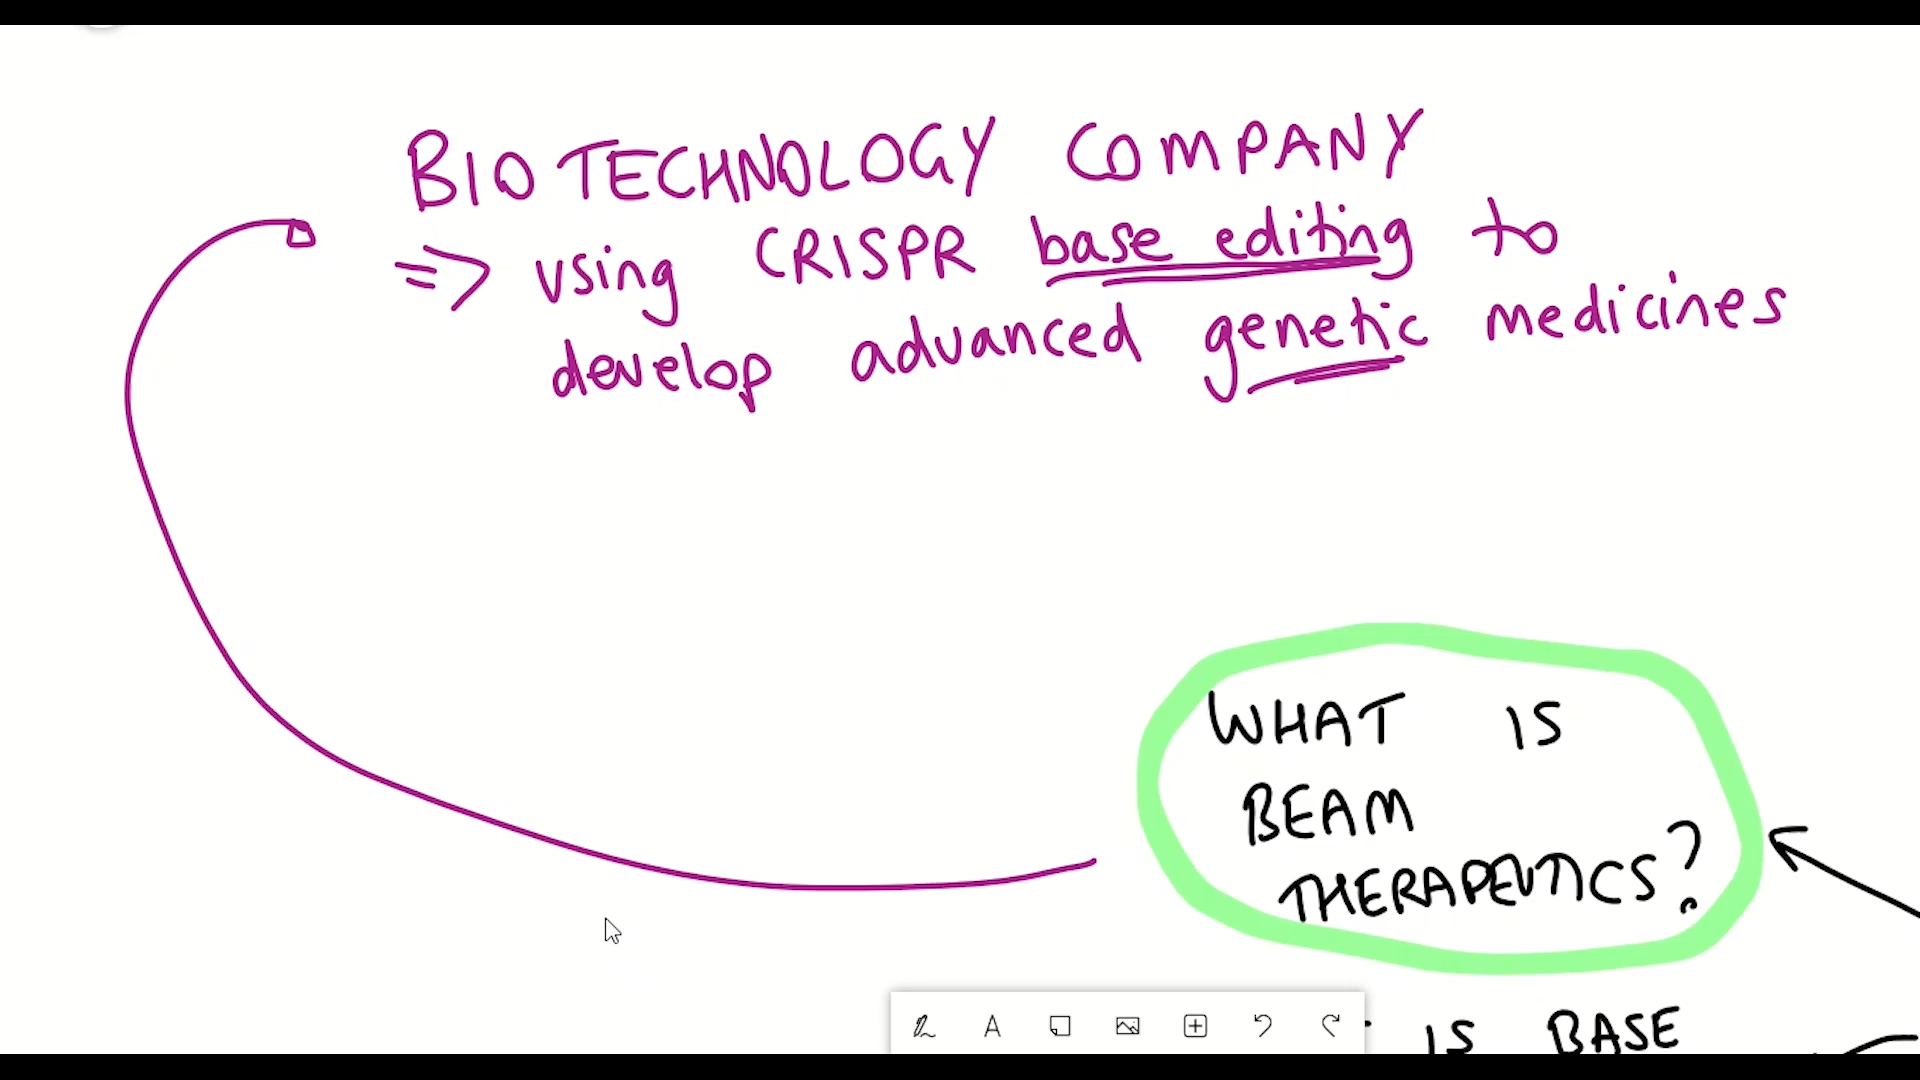 BIOTECHNOLOGY COMPANY
=> using CRISPR base editing to
develop advanced genetic medicines
WHAT IS
BEAM
THERAPEUTICS?
IS BASE